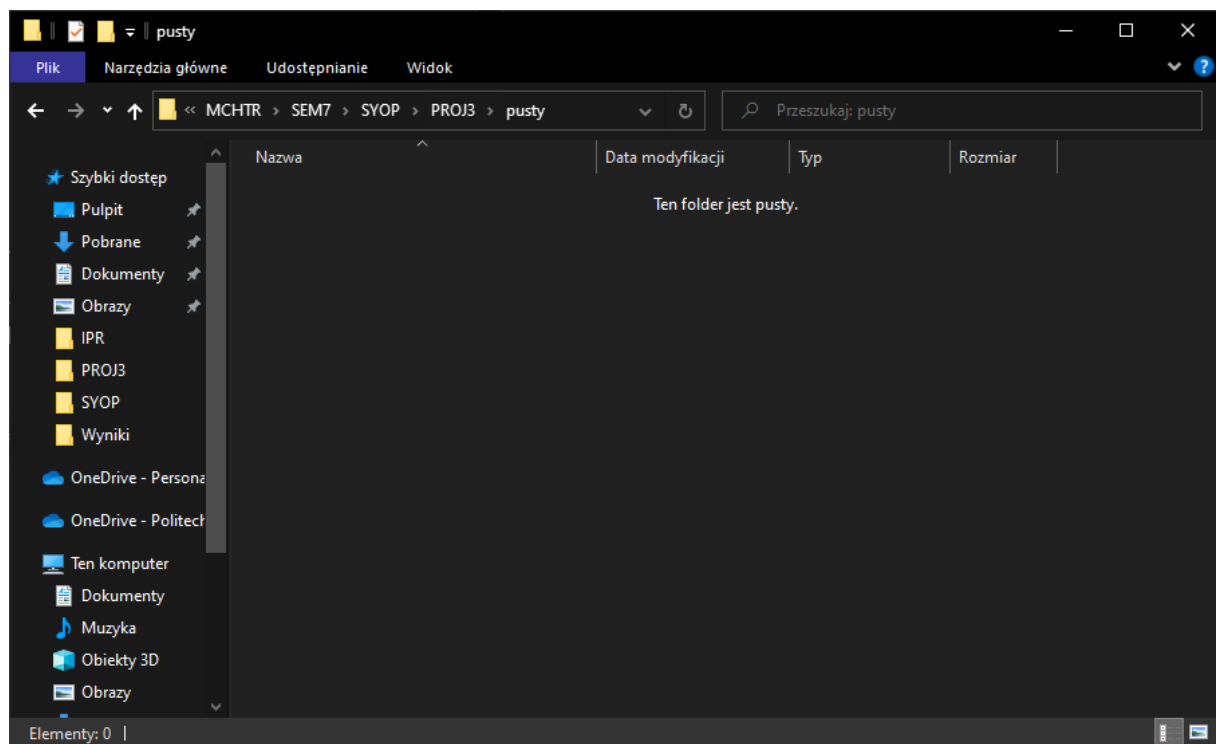 pusty
Plik Narzędzia główne Udostępnianie Widok
« MCHTR > SEM7 > SYOP > PROJ3 > pusty Przeszukaj: pusty
Nazwa Data modyfikacji Typ Rozmiar
Ten folder jest pusty.
Szybki dostęp
Pulpit
Pobrane
Dokumenty
Obrazy
IPR
PROJ3
SYOP
Wyniki
OneDrive - Persona
OneDrive - Politech
Ten komputer
Dokumenty
Muzyka
Obiekty 3D
Obrazy
Elementy: 0